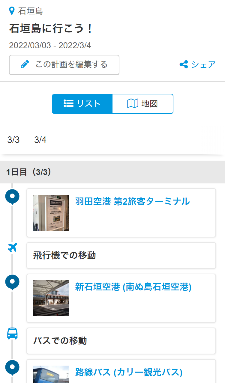 石垣島
石垣島に行こう！
2022/03/03 - 2022/3/4
この計画を編集する
シェア
リスト
地図
3/3 3/4
1日目（3/3）
羽田空港 第2旅客ターミナル
飛行機での移動
新石垣空港 (南ぬ島石垣空港)
バスでの移動
路線バス (カリー観光バス)